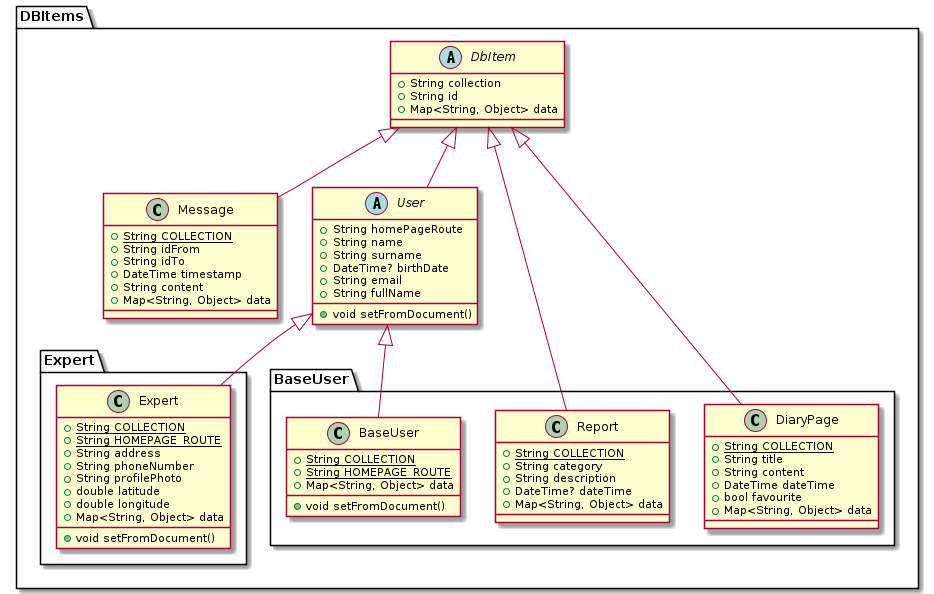 DBItems
A DbItem
String collection
String id
Map<String, Object> data
C Message
String COLLECTION
String idFrom
String idTo
DateTime timestamp
String content
Map<String, Object> data
A User
String homePageRoute
String name
String surname
DateTime? birthDate
String email
String fullName
void setFromDocument()
Expert
C Expert
String COLLECTION
String HOMEPAGE_ROUTE
String address
String phoneNumber
String profilePhoto
double latitude
double longitude
Map<String, Object> data
void setFromDocument()
BaseUser
C BaseUser
String COLLECTION
String HOMEPAGE_ROUTE
Map<String, Object> data
void setFromDocument()
C Report
String COLLECTION
String category
String description
DateTime? dateTime
Map<String, Object> data
C DiaryPage
String COLLECTION
String title
String content
DateTime dateTime
bool favourite
Map<String, Object> data